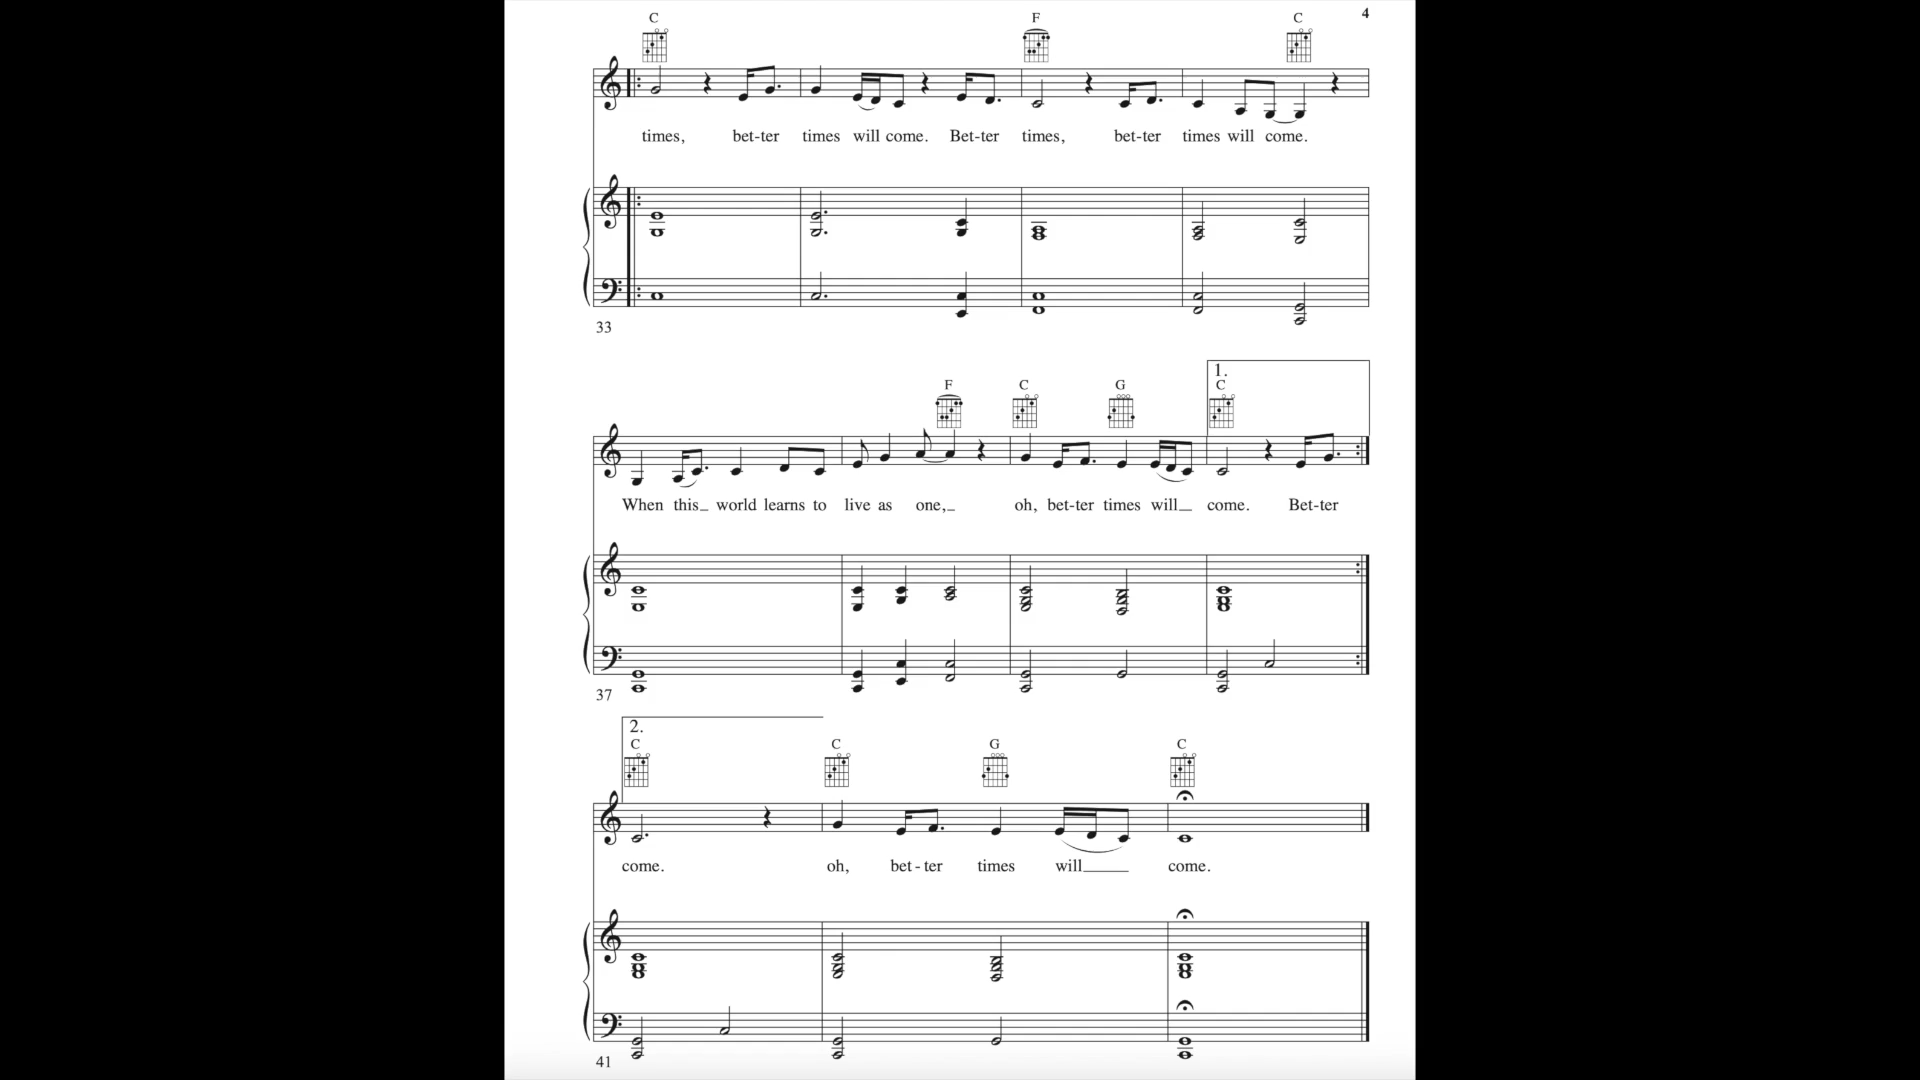 4
C F C
times, bet-ter times will come. Bet-ter times, bet-ter times will come.
33
1.
F C G C
When this_ world learns to live as one,_ oh, bet-ter times will_ come. Bet-ter
37
2.
C C G C
come. oh, bet-ter times will_ come.
41